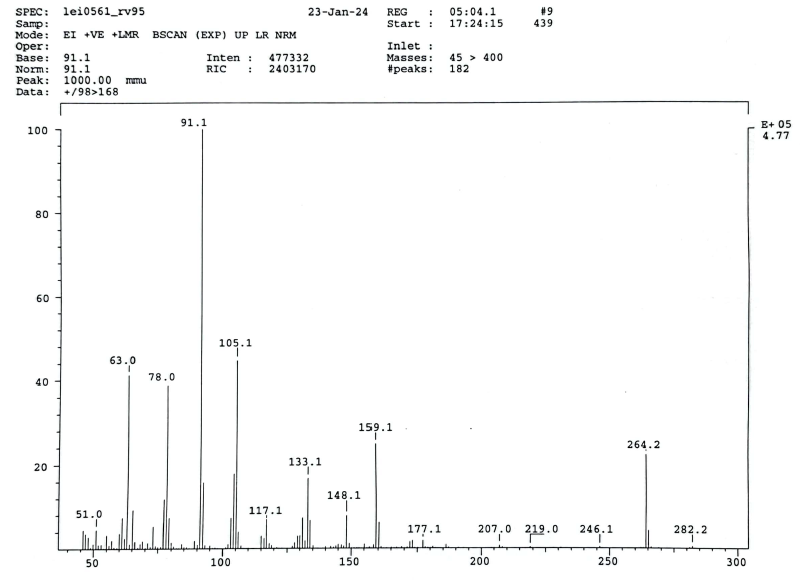 SPEC: lei0561_rv95 23-Jan-24 REG : 05:04.1 #9
Samp: Start : 17:24:15 439
Mode: EI +VE +LMR BSCAN (EXP) UP LR NRM
Oper: Inlet :
Base: 91.1 Inten : 477332 Masses: 45 > 400
Norm: 91.1 RIC : 2403170 #peaks: 182
Peak: 1000.00 mmu
Data: +/98>168
91.1
100
E+05
4.77
80
60
105.1
63.0
78.0
40
159.1
264.2
133.1
20
148.1
117.1
51.0
177.1 207.0 219.0 246.1 282.2
50 100 150 200 250 300